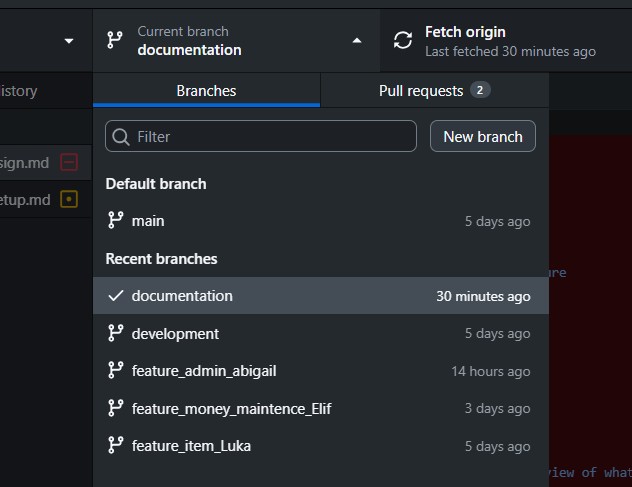 Current branch
documentation
Fetch origin
Last fetched 30 minutes ago
istory
Branches
Pull requests 2
Filter
New branch
sign.md
etup.md
Default branch
main 5 days ago
Recent branches
documentation 30 minutes ago
development 5 days ago
feature_admin_abigail 14 hours ago
feature_money_maintence_Elif 3 days ago
feature_item_Luka 5 days ago
ure
view of what